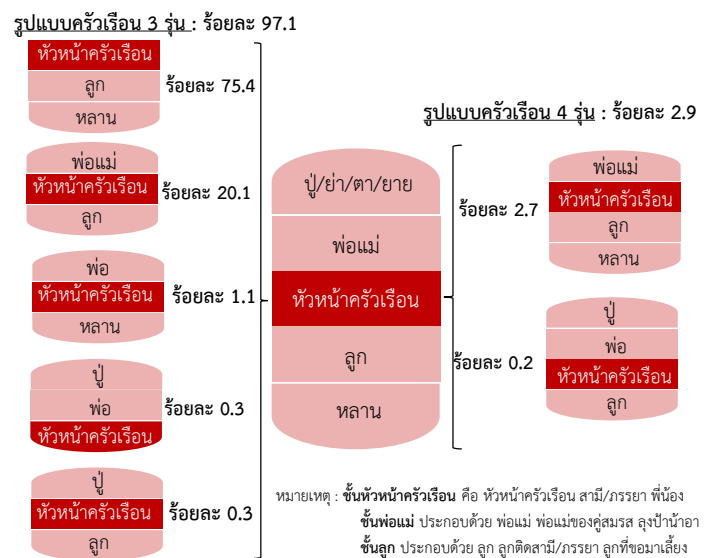 รูปแบบครัวเรือน 3 รุ่น : ร้อยละ 97.1
หัวหน้าครัวเรือน
ลูก
หลาน
ร้อยละ 75.4
พ่อแม่
หัวหน้าครัวเรือน
ลูก
ร้อยละ 20.1
พ่อ
หัวหน้าครัวเรือน
หลาน
ร้อยละ 1.1
ปู่
พ่อ
หัวหน้าครัวเรือน
ร้อยละ 0.3
ปู่
หัวหน้าครัวเรือน
ลูก
ร้อยละ 0.3
ปู่/ย่า/ตา/ยาย
พ่อแม่
หัวหน้าครัวเรือน
ลูก
หลาน
รูปแบบครัวเรือน 4 รุ่น : ร้อยละ 2.9
ร้อยละ 2.7
พ่อแม่
หัวหน้าครัวเรือน
ลูก
หลาน
ร้อยละ 0.2
ปู่
พ่อ
หัวหน้าครัวเรือน
ลูก
หมายเหตุ : ชั้นหัวหน้าครัวเรือน คือ หัวหน้าครัวเรือน สามี/ภรรยา พี่น้อง
ชั้นพ่อแม่ ประกอบด้วย พ่อแม่ พ่อแม่ของคู่สมรส ลุงป้าน้าอา
ชั้นลูก ประกอบด้วย ลูก ลูกติดสามี/ภรรยา ลูกที่ขอมาเลี้ยง